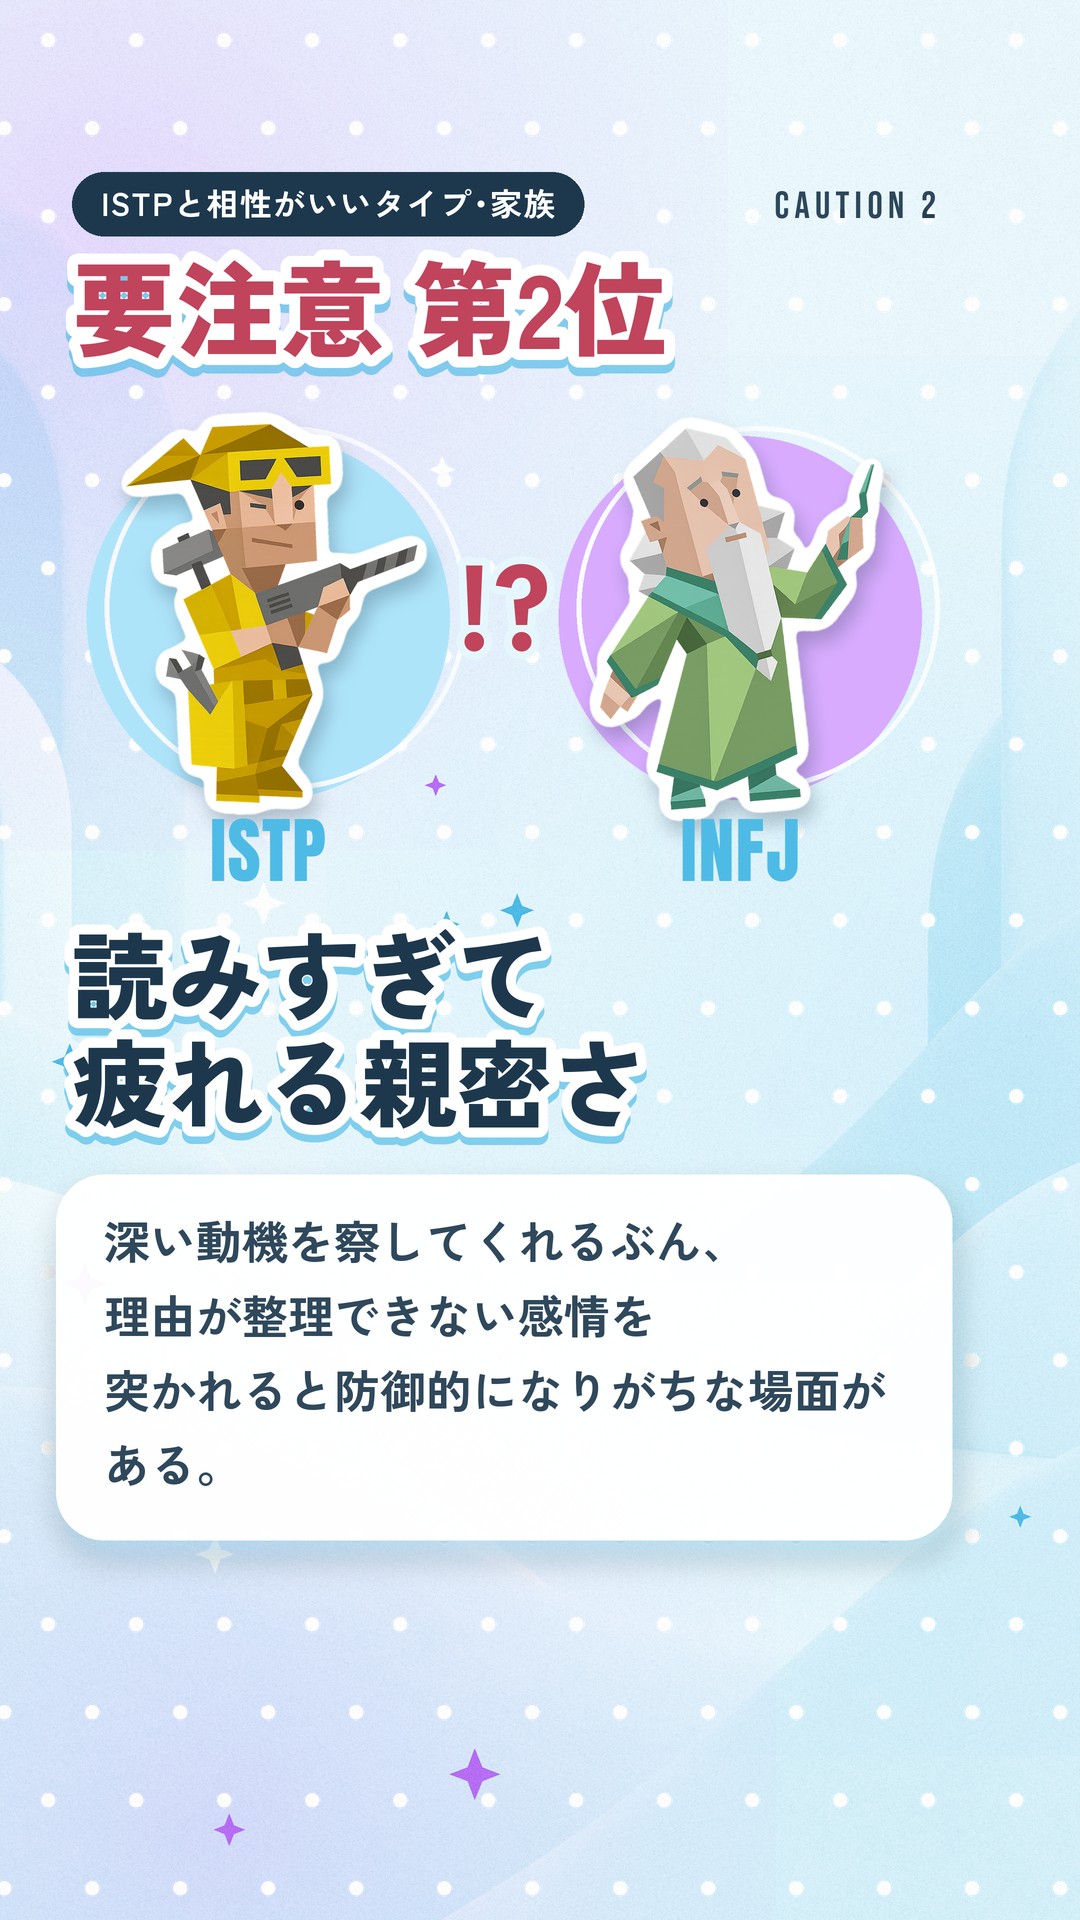 ISTPと相性がいいタイプ・家族
CAUTION 2
要注意 第2位
!?
ISTP
INFJ
読みすぎて
疲れる親密さ
深い動機を察してくれるぶん、
理由が整理できない感情を
突かれると防御的になりがちな場面が
ある。